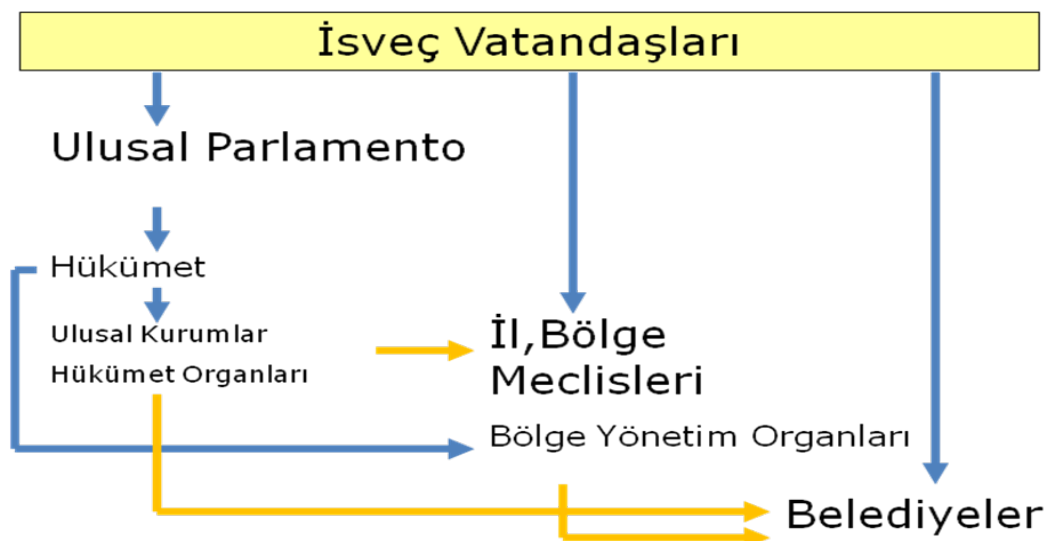 İsveç Vatandaşları
Ulusal Parlamento
Hükümet
Ulusal Kurumlar
Hükümet Organları
İl,Bölge
Meclisleri
Bölge Yönetim Organları
Belediyeler